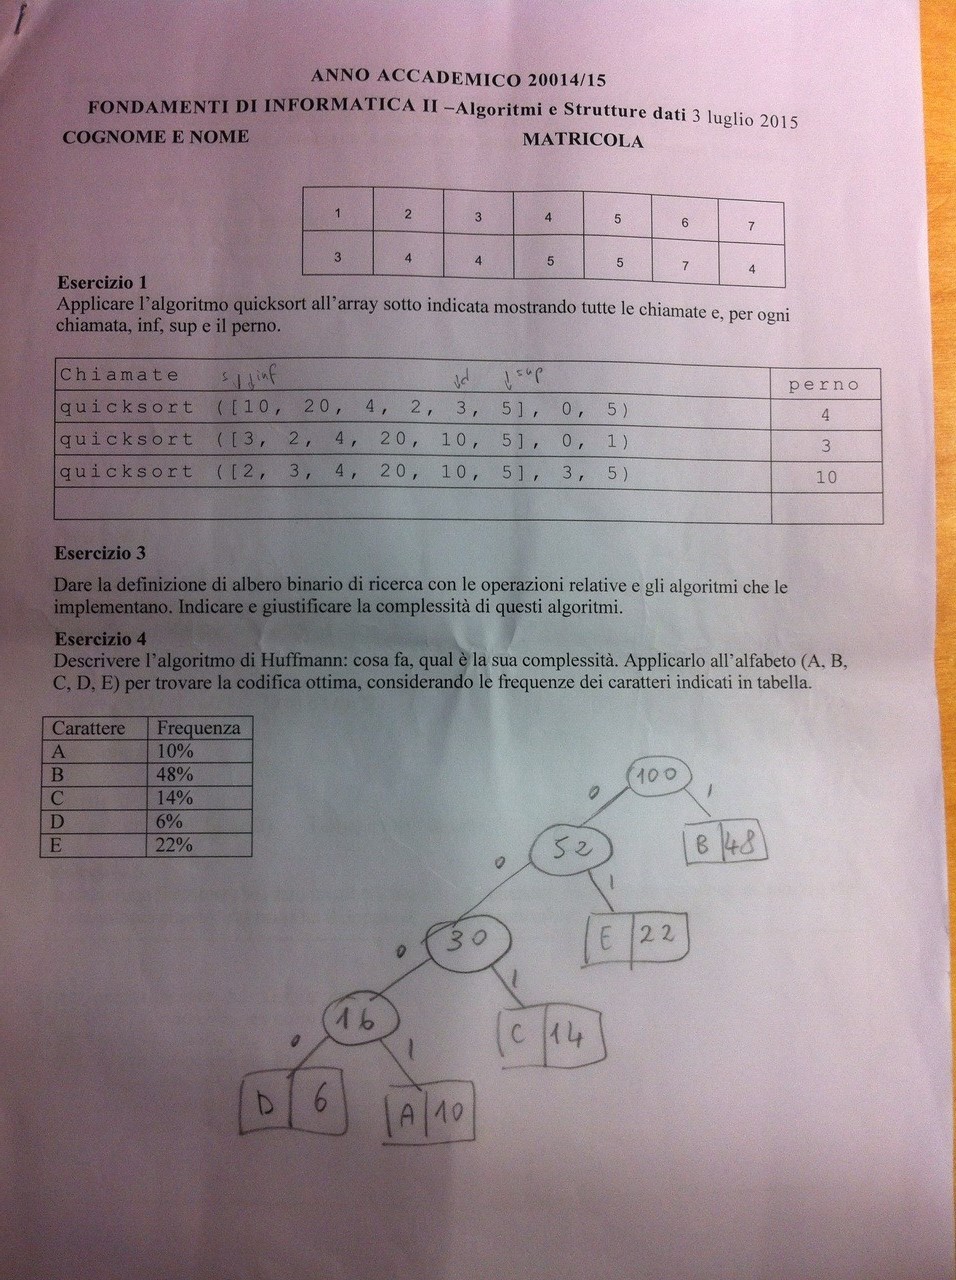 ANNO ACCADEMICO 20014/15
FONDAMENTI DI INFORMATICA II –Algoritmi e Strutture dati 3 luglio 2015
COGNOME E NOME MATRICOLA
1 2 3 4 5 6 7
3 4 4 5 5 7 4
Esercizio 1
Applicare l'algoritmo quicksort all'array sotto indicata mostrando tutte le chiamate e, per ogni
chiamata, inf, sup e il perno.
Chiamate s inf d sup perno
quicksort ([10, 20, 4, 2, 3, 5], 0, 5) 4
quicksort ([3, 2, 4, 20, 10, 5], 0, 1) 3
quicksort ([2, 3, 4, 20, 10, 5], 3, 5) 10
Esercizio 3
Dare la definizione di albero binario di ricerca con le operazioni relative e gli algoritmi che le
implementano. Indicare e giustificare la complessità di questi algoritmi.
Esercizio 4
Descrivere l'algoritmo di Huffmann: cosa fa, qual è la sua complessità. Applicarlo all'alfabeto (A, B,
C, D, E) per trovare la codifica ottima, considerando le frequenze dei caratteri indicati in tabella.
Carattere Frequenza
A 10%
B 48%
C 14%
D 6%
E 22%
100
0 1
52 B 48
0 1
30 E 22
0 1
16 C 14
0 1
D 6 A 10